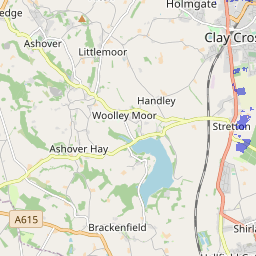 edge
Holmgate
Ashover
Clay Cros
Littlemoor
Handley
Woolley Moor
Stretton
Ashover Hay
A615
Brackenfield
Shirla